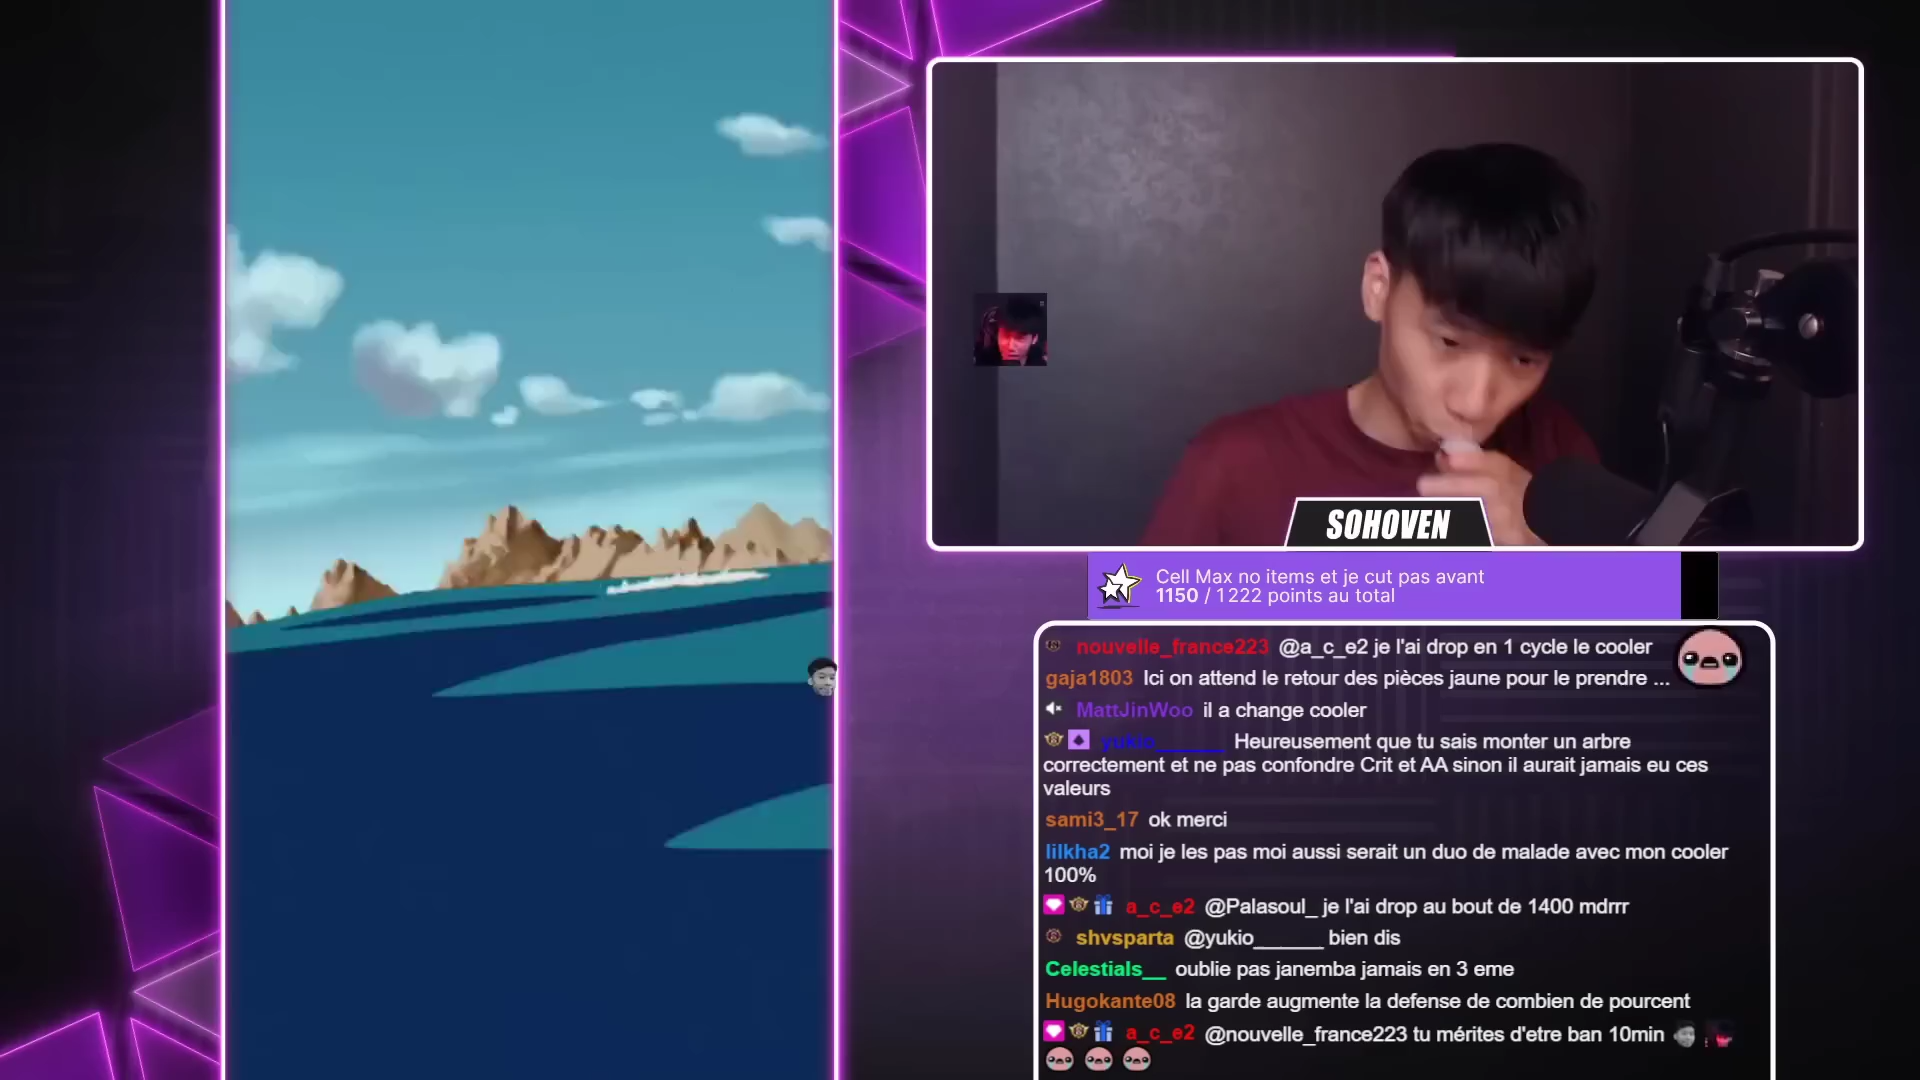 SOHOVEN
Cell Max no items et je cut pas avant
1150 / 1222 points au total
nouvelle_france223 @a_c_e2 je l'ai drop en 1 cycle le cooler
gaja1803 Ici on attend le retour des pièces jaune pour le prendre ...
MattJinWoo il a change cooler
yukio______ Heureusement que tu sais monter un arbre
correctement et ne pas confondre Crit et AA sinon il aurait jamais eu ces
valeurs
sami3_17 ok merci
lilkha2 moi je les pas moi aussi serait un duo de malade avec mon cooler
100%
a_c_e2 @Palasoul_ je l'ai drop au bout de 1400 mdrrr
shvsparta @yukio______ bien dis
Celestials__ oublie pas janemba jamais en 3 eme
Hugokante08 la garde augmente la defense de combien de pourcent
a_c_e2 @nouvelle_france223 tu mérites d'etre ban 10min